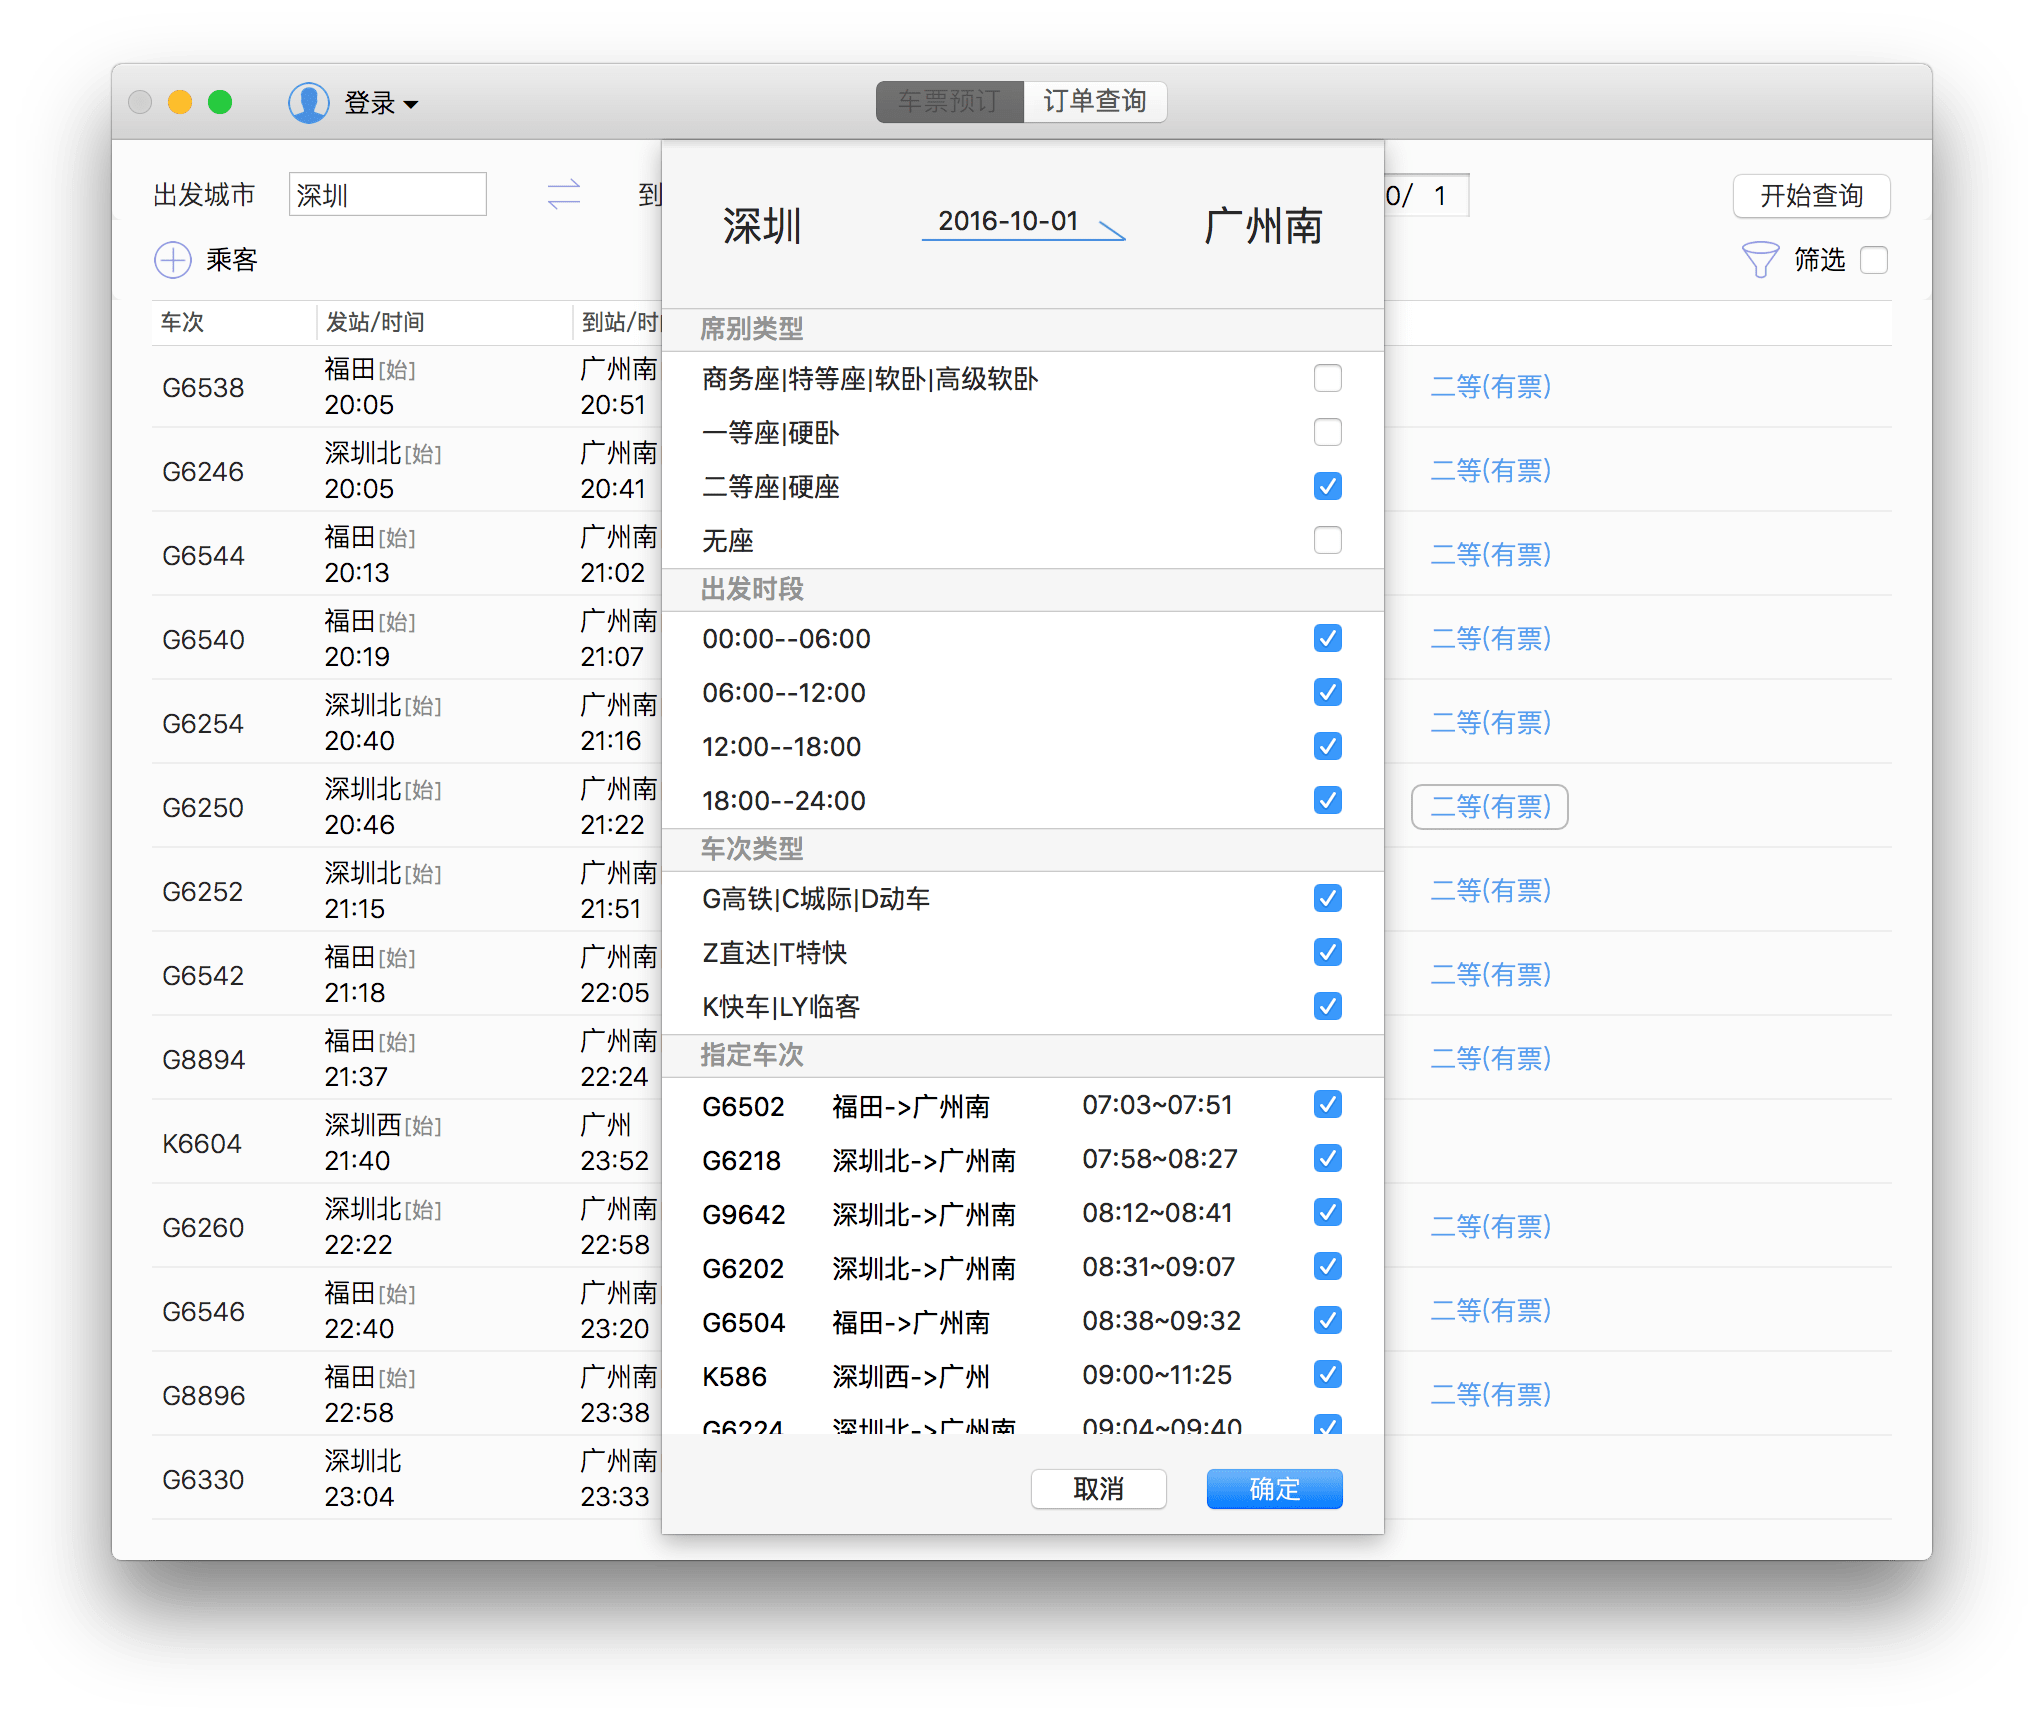 登录
车票预订 订单查询
出发城市 深圳 到 0/ 1 开始查询
乘客 筛选
深圳 2016-10-01 广州南
车次 发站/时间 到站/时
席别类型
商务座|特等座|软卧|高级软卧
一等座|硬卧
二等座|硬座
无座
出发时段
00:00--06:00
06:00--12:00
12:00--18:00
18:00--24:00
车次类型
G高铁|C城际|D动车
Z直达|T特快
K快车|LY临客
指定车次
G6502 福田->广州南 07:03~07:51
G6218 深圳北->广州南 07:58~08:27
G9642 深圳北->广州南 08:12~08:41
G6202 深圳北->广州南 08:31~09:07
G6504 福田->广州南 08:38~09:32
K586 深圳西->广州 09:00~11:25
G6224 深圳北->广州南 09:04~09:40
取消 确定
G6538 福田[始] 广州南 二等(有票)
20:05 20:51
G6246 深圳北[始] 广州南 二等(有票)
20:05 20:41
G6544 福田[始] 广州南 二等(有票)
20:13 21:02
G6540 福田[始] 广州南 二等(有票)
20:19 21:07
G6254 深圳北[始] 广州南 二等(有票)
20:40 21:16
G6250 深圳北[始] 广州南 二等(有票)
20:46 21:22
G6252 深圳北[始] 广州南 二等(有票)
21:15 21:51
G6542 福田[始] 广州南 二等(有票)
21:18 22:05
G8894 福田[始] 广州南 二等(有票)
21:37 22:24
K6604 深圳西[始] 广州
21:40 23:52
G6260 深圳北[始] 广州南 二等(有票)
22:22 22:58
G6546 福田[始] 广州南 二等(有票)
22:40 23:20
G8896 福田[始] 广州南 二等(有票)
22:58 23:38
G6330 深圳北 广州南
23:04 23:33